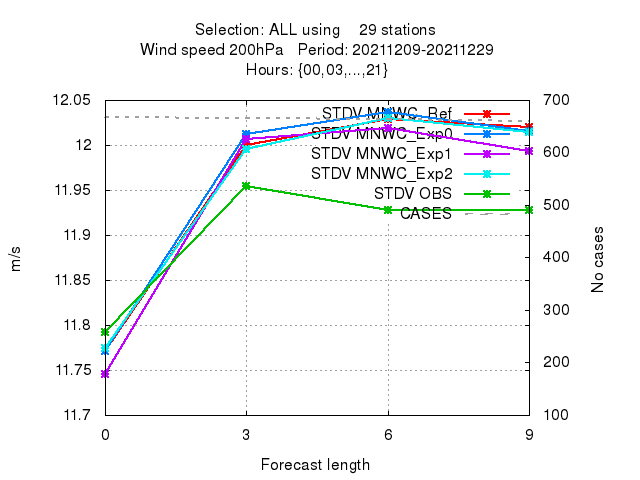 Selection: ALL using 29 stations
Wind speed 200hPa Period: 20211209-20211229
Hours: {00,03,...,21}
12.05
12
11.95
11.9
11.85
11.8
11.75
11.7
m/s
700
600
500
400
300
200
100
No cases
STDV MNWC_Ref
STDV MNWC_Exp0
STDV MNWC_Exp1
STDV MNWC_Exp2
STDV OBS
CASES
0 3 6 9
Forecast length